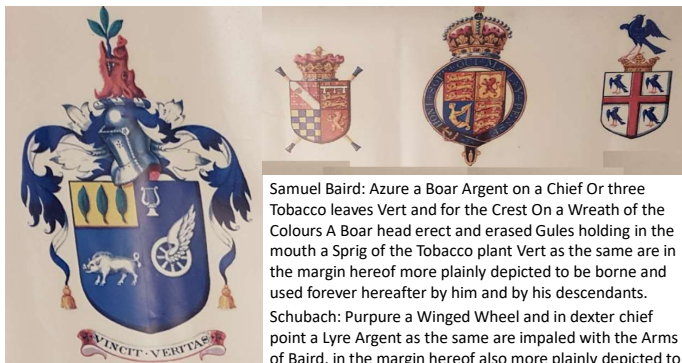 VINCIT · VERITAS
Samuel Baird: Azure a Boar Argent on a Chief Or three
Tobacco leaves Vert and for the Crest On a Wreath of the
Colours A Boar head erect and erased Gules holding in the
mouth a Sprig of the Tobacco plant Vert as the same are in
the margin hereof more plainly depicted to be borne and
used forever hereafter by him and by his descendants.
Schubach: Purpure a Winged Wheel and in dexter chief
point a Lyre Argent as the same are impaled with the Arms
of Baird, in the margin hereof also more plainly depicted to